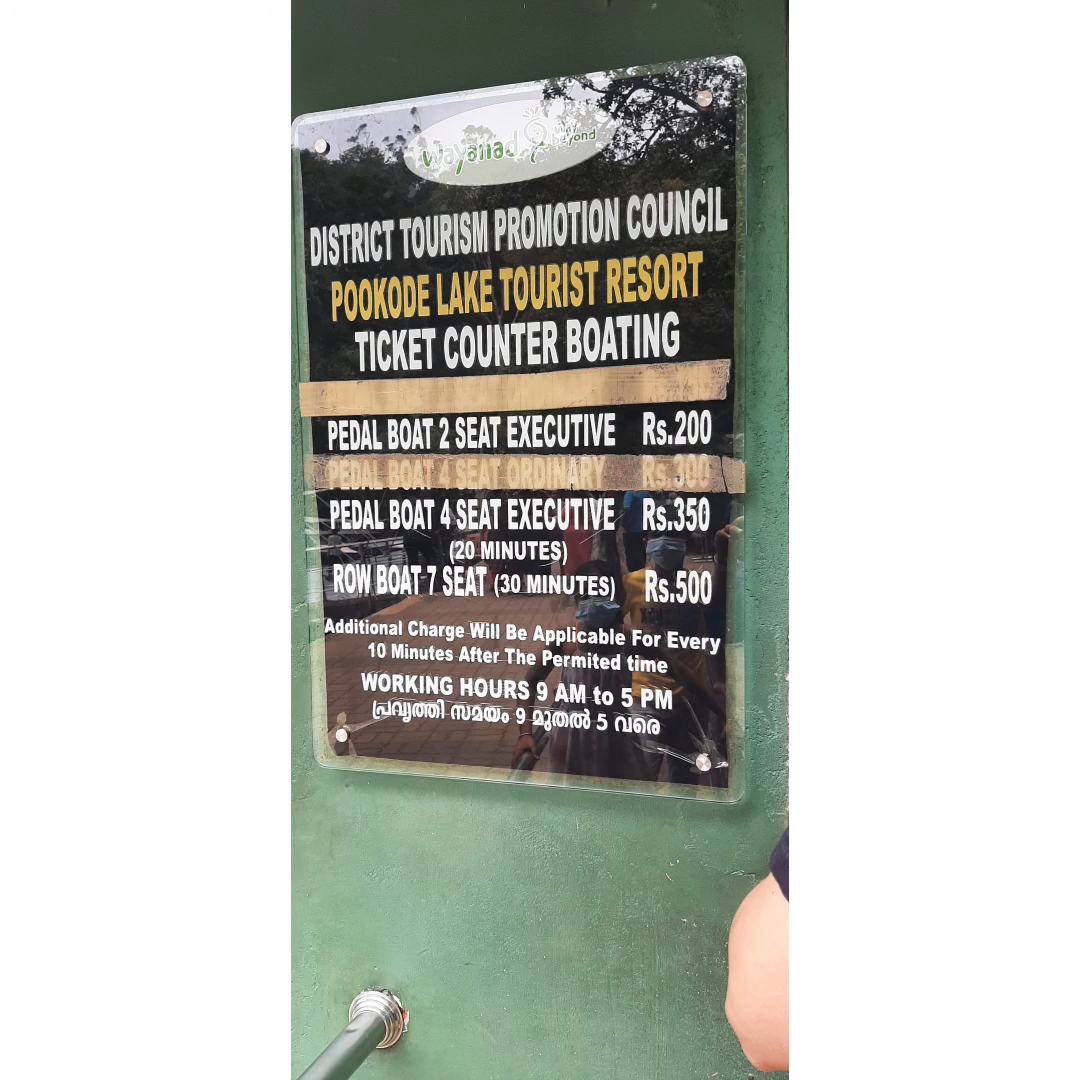 Wayanad Way beyond
DISTRICT TOURISM PROMOTION COUNCIL
POOKODE LAKE TOURIST RESORT
TICKET COUNTER BOATING
PEDAL BOAT 2 SEAT EXECUTIVE Rs.200
PEDAL BOAT 4 SEAT ORDINARY Rs.300
PEDAL BOAT 4 SEAT EXECUTIVE Rs.350
(20 MINUTES)
ROW BOAT 7 SEAT (30 MINUTES) Rs.500
Additional Charge Will Be Applicable For Every
10 Minutes After The Permited time
WORKING HOURS 9 AM to 5 PM
പ്രവൃത്തി സമയം 9 മുതൽ 5 വരെ